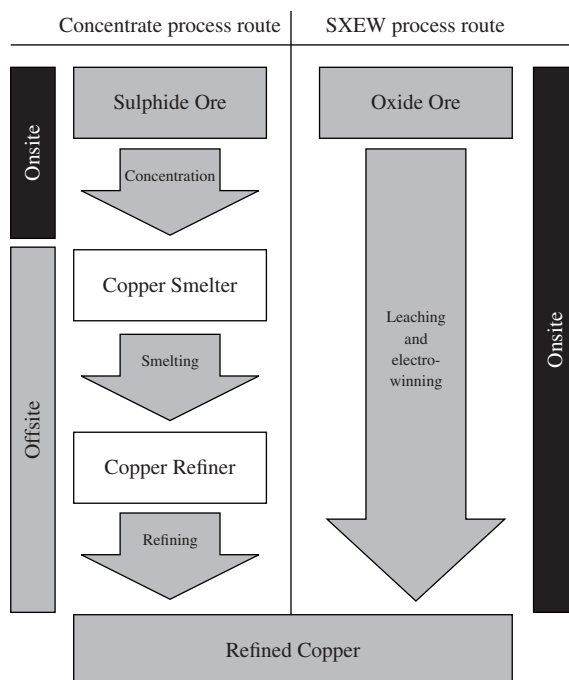 Concentrate process route
SXEW process route
Onsite
Sulphide Ore
Concentration
Offsite
Copper Smelter
Smelting
Copper Refiner
Refining
Oxide Ore
Leaching
and
electro-
winning
Onsite
Refined Copper